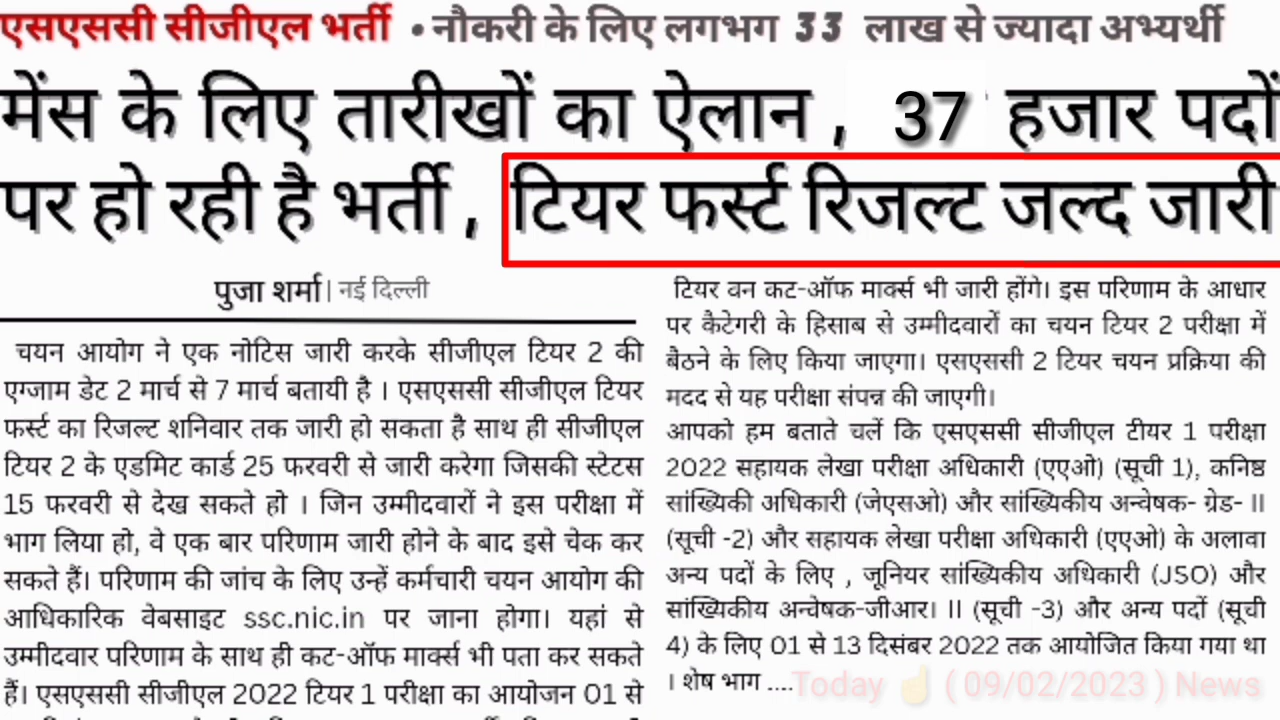 एसएससी सीजीएल भर्ती • नौकरी के लिए लगभग 33 लाख से ज्यादा अभ्यर्थी
मेंस के लिए तारीखों का ऐलान , 37 हजार पदों
पर हो रही है भर्ती , टियर फर्स्ट रिजल्ट जल्द जारी
पुजा शर्मा | नई दिल्ली
चयन आयोग ने एक नोटिस जारी करके सीजीएल टियर 2 की
एग्जाम डेट 2 मार्च से 7 मार्च बतायी है । एसएससी सीजीएल टियर
फर्स्ट का रिजल्ट शनिवार तक जारी हो सकता है साथ ही सीजीएल
टियर 2 के एडमिट कार्ड 25 फरवरी से जारी करेगा जिसकी स्टेटस
15 फरवरी से देख सकते हो । जिन उम्मीदवारों ने इस परीक्षा में
भाग लिया हो, वे एक बार परिणाम जारी होने के बाद इसे चेक कर
सकते हैं। परिणाम की जांच के लिए उन्हें कर्मचारी चयन आयोग की
आधिकारिक वेबसाइट ssc.nic.in पर जाना होगा। यहां से
उम्मीदवार परिणाम के साथ ही कट-ऑफ मार्क्स भी पता कर सकते
हैं। एसएससी सीजीएल 2022 टियर 1 परीक्षा का आयोजन 01 से
टियर वन कट-ऑफ मार्क्स भी जारी होंगे। इस परिणाम के आधार
पर कैटेगरी के हिसाब से उम्मीदवारों का चयन टियर 2 परीक्षा में
बैठने के लिए किया जाएगा। एसएससी 2 टियर चयन प्रक्रिया की
मदद से यह परीक्षा संपन्न की जाएगी।
आपको हम बताते चलें कि एसएससी सीजीएल टीयर 1 परीक्षा
2022 सहायक लेखा परीक्षा अधिकारी (एएओ) (सूची 1), कनिष्ठ
सांख्यिकी अधिकारी (जेएसओ) और सांख्यिकीय अन्वेषक- ग्रेड- II
(सूची -2) और सहायक लेखा परीक्षा अधिकारी (एएओ) के अलावा
अन्य पदों के लिए , जूनियर सांख्यिकीय अधिकारी (JSO) और
सांख्यिकीय अन्वेषक-जीआर। II (सूची -3) और अन्य पदों (सूची
4) के लिए 01 से 13 दिसंबर 2022 तक आयोजित किया गया था
। शेष भाग ....Today ☝ ( 09/02/2023 ) News